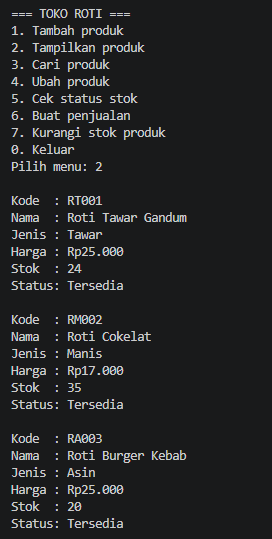 === TOKO ROTI ===
1. Tambah produk
2. Tampilkan produk
3. Cari produk
4. Ubah produk
5. Cek status stok
6. Buat penjualan
7. Kurangi stok produk
0. Keluar
Pilih menu: 2

Kode  : RT001
Nama  : Roti Tawar Gandum
Jenis : Tawar
Harga : Rp25.000
Stok  : 24
Status: Tersedia

Kode  : RM002
Nama  : Roti Cokelat
Jenis : Manis
Harga : Rp17.000
Stok  : 35
Status: Tersedia

Kode  : RA003
Nama  : Roti Burger Kebab
Jenis : Asin
Harga : Rp25.000
Stok  : 20
Status: Tersedia